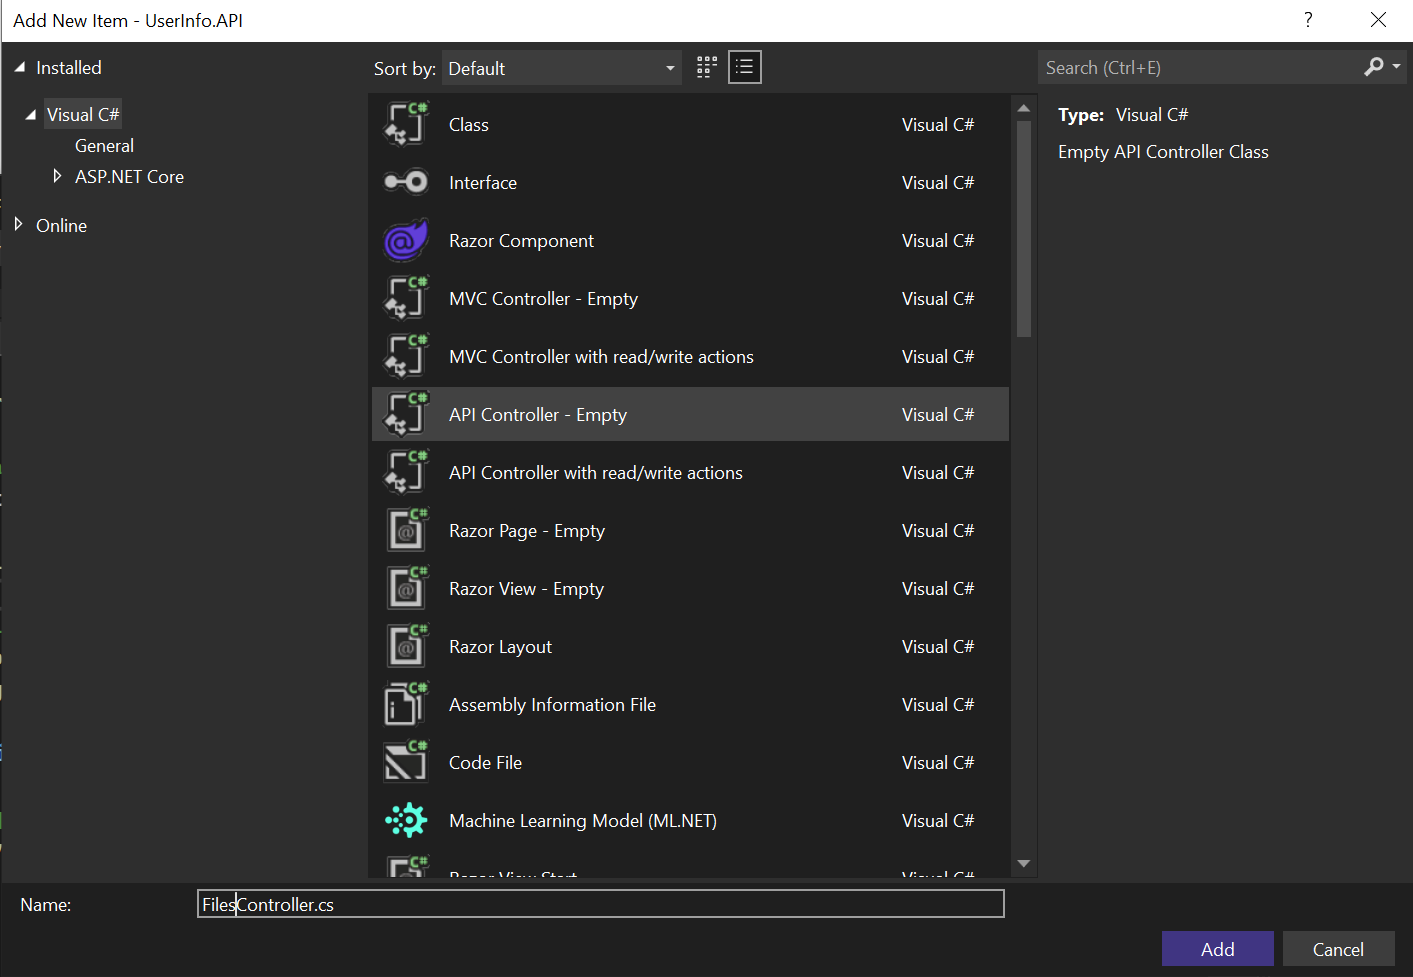 Add New Item - UserInfo.API
?
Installed
Visual C#
General
ASP.NET Core
Online
Sort by: Default
Search (Ctrl+E)
Class Visual C#
Interface Visual C#
Razor Component Visual C#
MVC Controller - Empty Visual C#
MVC Controller with read/write actions Visual C#
API Controller - Empty Visual C#
API Controller with read/write actions Visual C#
Razor Page - Empty Visual C#
Razor View - Empty Visual C#
Razor Layout Visual C#
Assembly Information File Visual C#
Code File Visual C#
Machine Learning Model (ML.NET) Visual C#
Razor View Start Visual C#
Type: Visual C#
Empty API Controller Class
Name: FilesController.cs
Add Cancel